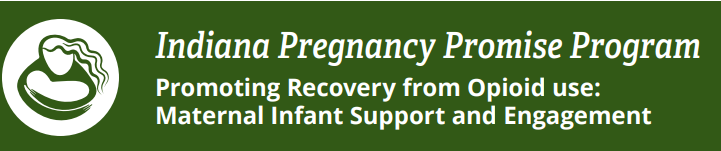 Indiana Pregnancy Promise Program
Promoting Recovery from Opioid use:
Maternal Infant Support and Engagement